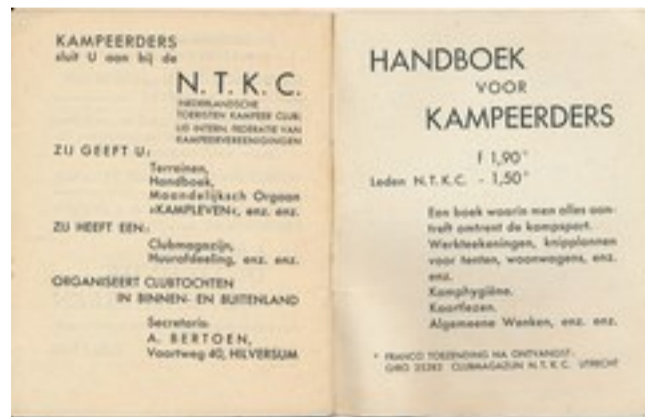 KAMPEERDERS
sluit U aan bij de
N. T. K. C.
NEDERLANDSCHE
TOERISTEN KAMPEER CLUB:
LID INTERN. FEDERATIE VAN
KAMPEERVEREENIGINGEN
ZIJ GEEFT U:
Terreinen,
Handboek,
Maandelijksch Orgaan
»KAMPLEVEN«, enz. enz.
ZIJ HEEFT EEN:
Clubmagazijn,
Huurafdeeling, enz. enz.
ORGANISEERT CLUBTOCHTEN
IN BINNEN- EN BUITENLAND
Secretaris:
A. BERTOEN,
Vaartweg 40, HILVERSUM
HANDBOEK
VOOR
KAMPEERDERS
f 1,90*
Leden N.T.K.C. - 1,50*
Een boek waarin men alles aan-
treft omtrent de kampsport.
Werkteekeningen, knipplannen
voor tenten, woonwagens, enz.
enz.
Kamphygiëne.
Kaartlezen.
Algemeene Wenken, enz. enz.
* FRANCO TOEZENDING NA ONTVANGST:
GIRO 25283 CLUBMAGAZIJN N.T.K.C. UTRECHT